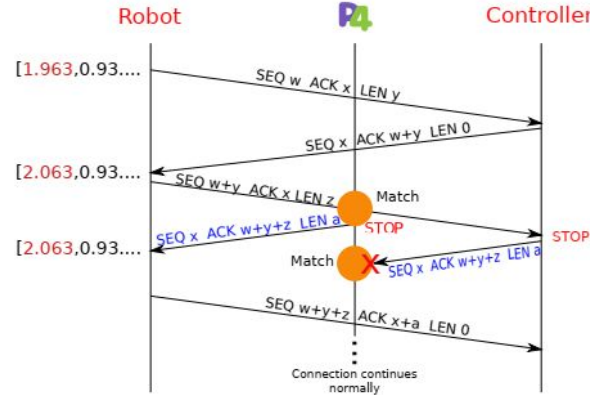 Robot
P4
Controller
[1.963,0.93....
SEQ w ACK x LEN y
SEQ x ACK w+y LEN 0
[2.063,0.93....
SEQ w+y ACK x LEN z
Match
STOP
SEQ x ACK w+y+z LEN a
STOP
[2.063,0.93....
Match
X
SEQ x ACK w+y+z LEN a
SEQ w+y+z ACK x+a LEN 0
Connection continues
normally